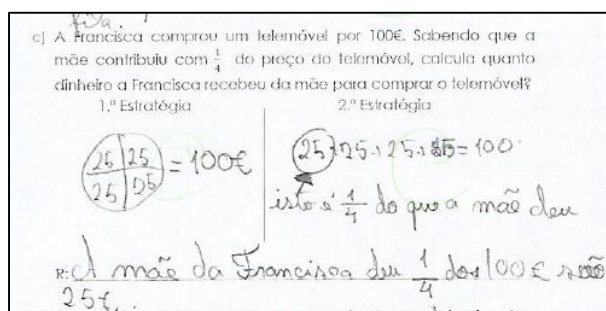 fita.
c] A Francisca comprou um telemóvel por 100€. Sabendo que a
mãe contribuiu com 1/4 do preço do telemóvel, calcula quanto
dinheiro a Francisca recebeu da mãe para comprar o telemóvel?
1.ª Estratégia 2.ª Estratégia
25 25
25 25 = 100€
25+25+25+25=100
isto é 1/4 do que a mãe deu
R: A mãe da Francisca deu 1/4 dos 100€ são
25€.